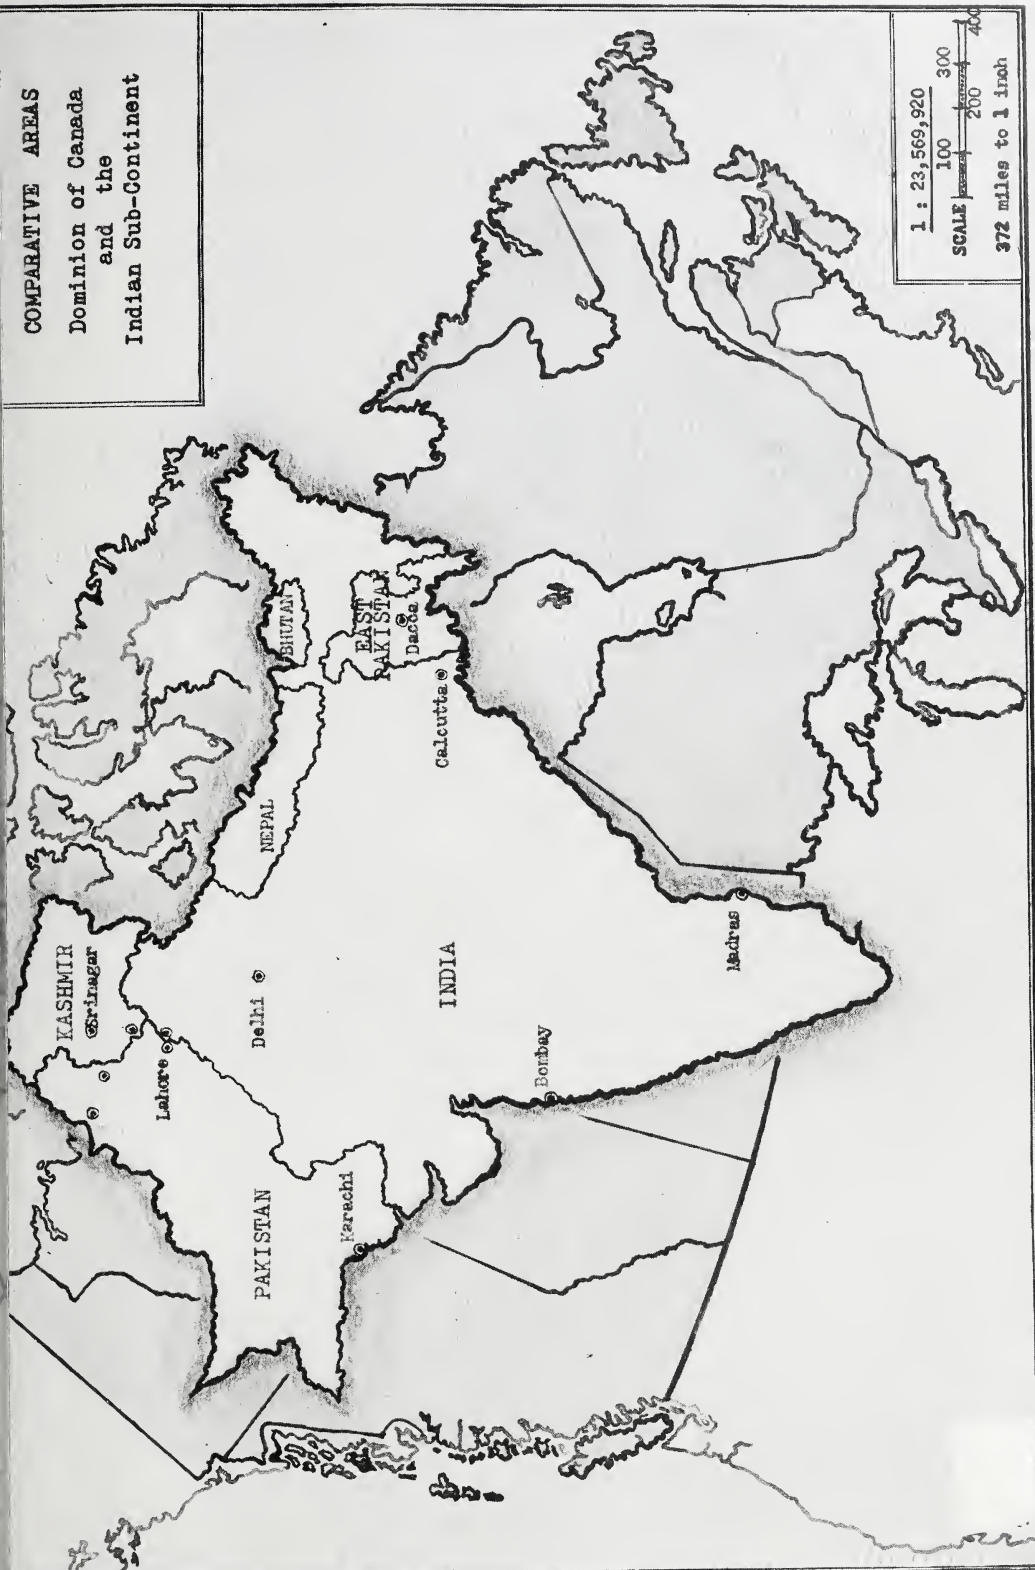 COMPARATIVE AREAS
Dominion of Canada
and the
Indian Sub-Continent
KASHMIR
Srinagar
Lahore
Delhi
NEPAL
BHUTAN
EAST
PAKISTAN
Dacca
Calcutta
PAKISTAN
Karachi
INDIA
Bombay
Madras
1 : 23,569,920
SCALE 100 200 300 400
372 miles to 1 inch